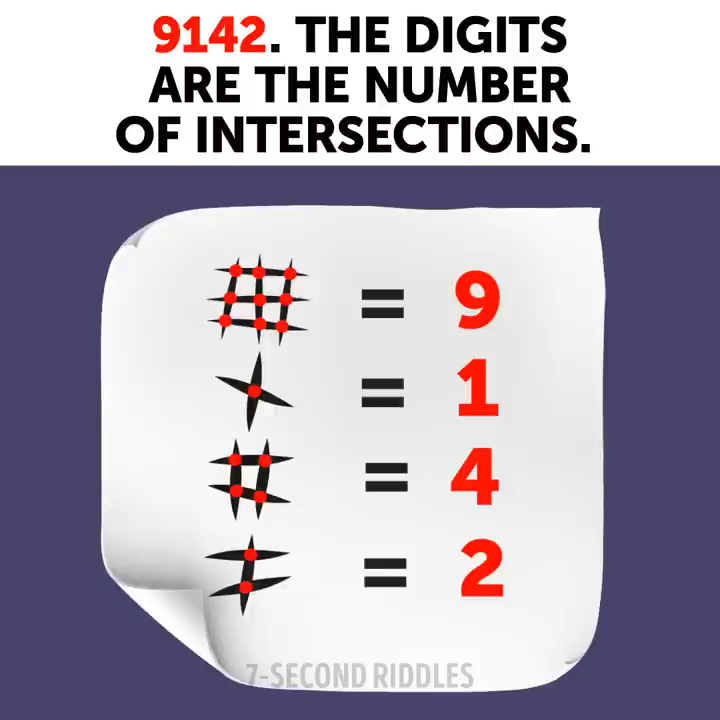 9142. THE DIGITS
ARE THE NUMBER
OF INTERSECTIONS.
= 9
= 1
= 4
= 2
7-SECOND RIDDLES